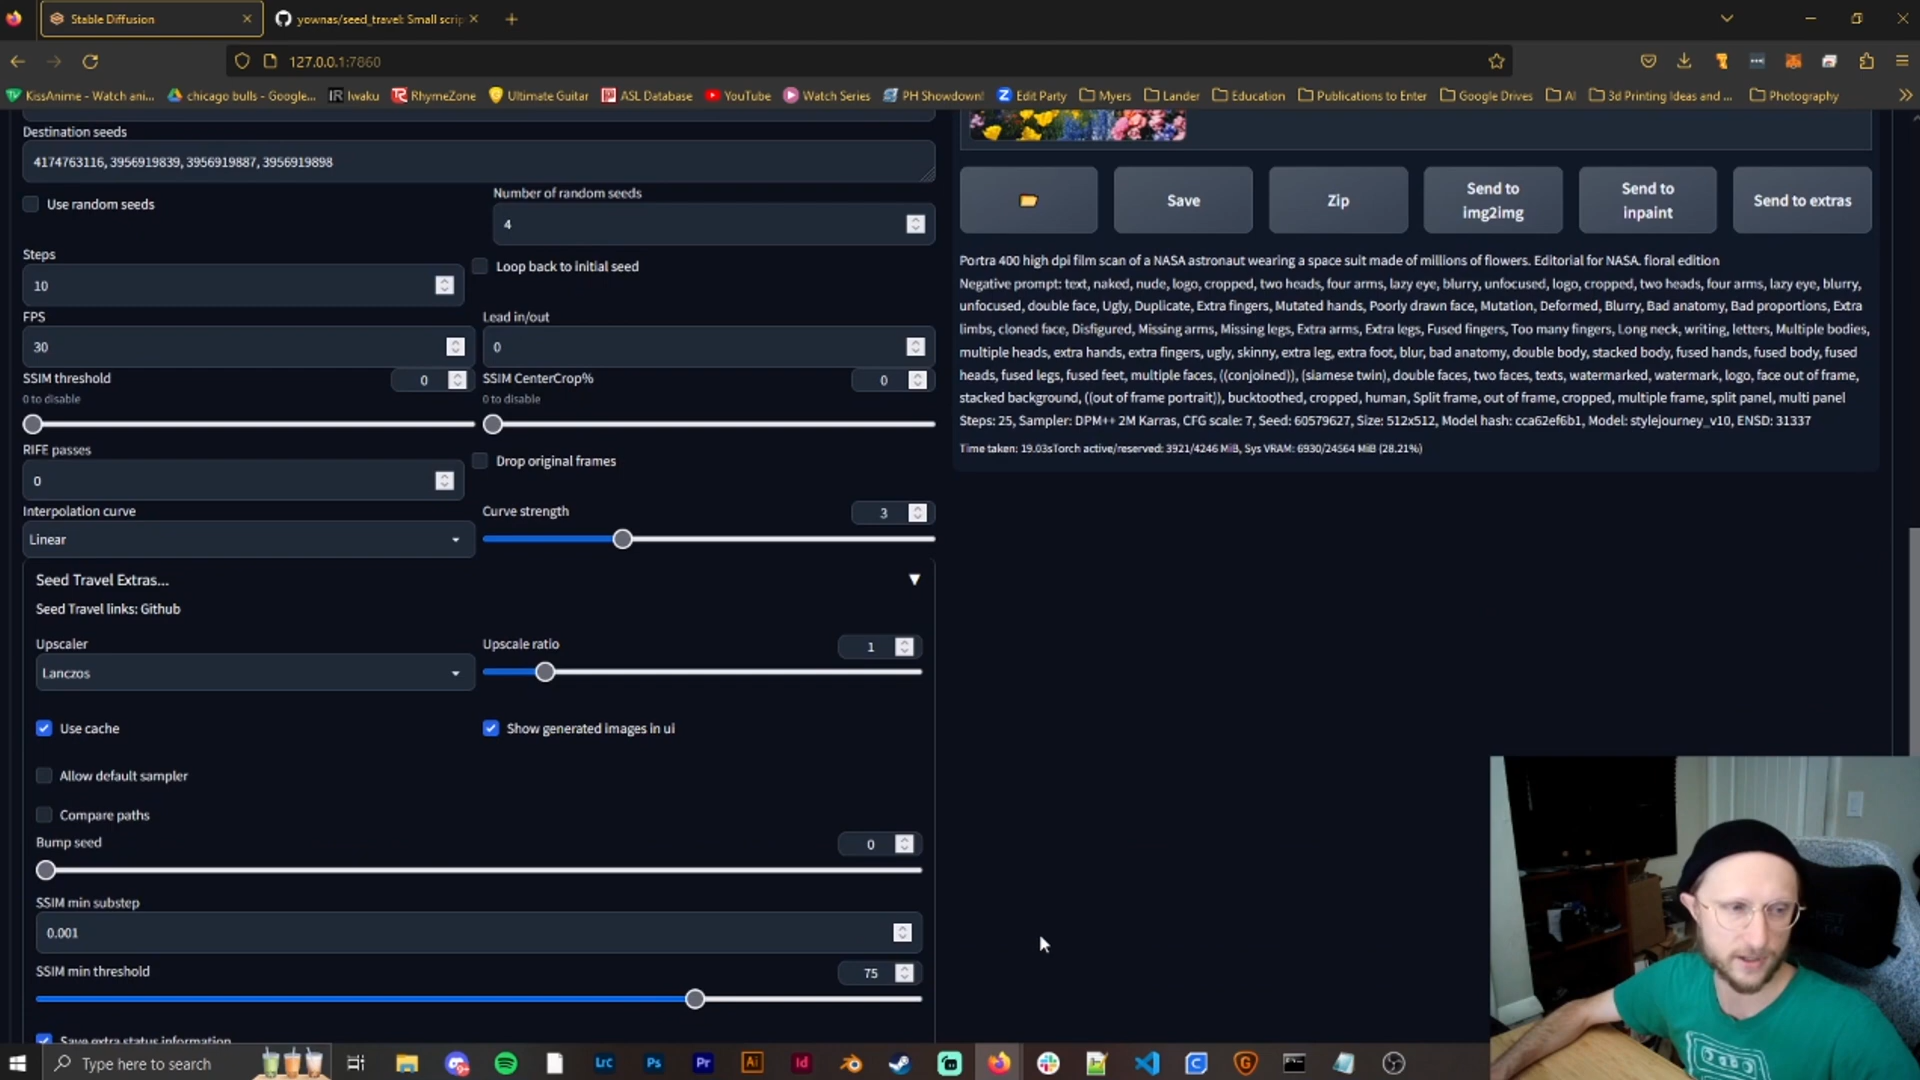 Stable Diffusion
yownas/seed_travel: Small scrip
127.0.0.1:7860
KissAnime - Watch ani...
chicago bulls - Google...
Iwaku
RhymeZone
Ultimate Guitar
ASL Database
YouTube
Watch Series
PH Showdown!
Edit Party
Myers
Lander
Education
Publications to Enter
Google Drives
AI
3d Printing Ideas and ...
Photography
Destination seeds
4174763116, 3956919839, 3956919887, 3956919898
Use random seeds
Number of random seeds
4
Steps
10
Loop back to initial seed
FPS
30
Lead in/out
0
SSIM threshold
0
0 to disable
SSIM CenterCrop%
0
0 to disable
RIFE passes
0
Drop original frames
Interpolation curve
Linear
Curve strength
3
Seed Travel Extras...
Seed Travel links: Github
Upscaler
Lanczos
Upscale ratio
1
Use cache
Show generated images in ui
Allow default sampler
Compare paths
Bump seed
0
SSIM min substep
0.001
SSIM min threshold
75
Save extra status information
Save
Zip
Send to
img2img
Send to
inpaint
Send to extras
Portra 400 high dpi film scan of a NASA astronaut wearing a space suit made of millions of flowers. Editorial for NASA. floral edition
Negative prompt: text, naked, nude, logo, cropped, two heads, four arms, lazy eye, blurry, unfocused, logo, cropped, two heads, four arms, lazy eye, blurry,
unfocused, double face, Ugly, Duplicate, Extra fingers, Mutated hands, Poorly drawn face, Mutation, Deformed, Blurry, Bad anatomy, Bad proportions, Extra
limbs, cloned face, Disfigured, Missing arms, Missing legs, Extra arms, Extra legs, Fused fingers, Too many fingers, Long neck, writing, letters, Multiple bodies,
multiple heads, extra hands, extra fingers, ugly, skinny, extra leg, extra foot, blur, bad anatomy, double body, stacked body, fused hands, fused body, fused
heads, fused legs, fused feet, multiple faces, ((conjoined)), (siamese twin), double faces, two faces, texts, watermarked, watermark, logo, face out of frame,
stacked background, ((out of frame portrait)), bucktoothed, cropped, human, Split frame, out of frame, cropped, multiple frame, split panel, multi panel
Steps: 25, Sampler: DPM++ 2M Karras, CFG scale: 7, Seed: 60579627, Size: 512x512, Model hash: cca62ef6b1, Model: stylejourney_v10, ENSD: 31337
Time taken: 19.03sTorch active/reserved: 3921/4246 MiB, Sys VRAM: 6930/24564 MiB (28.21%)
Type here to search
Lrc
Ps
Pr
Ai
Id